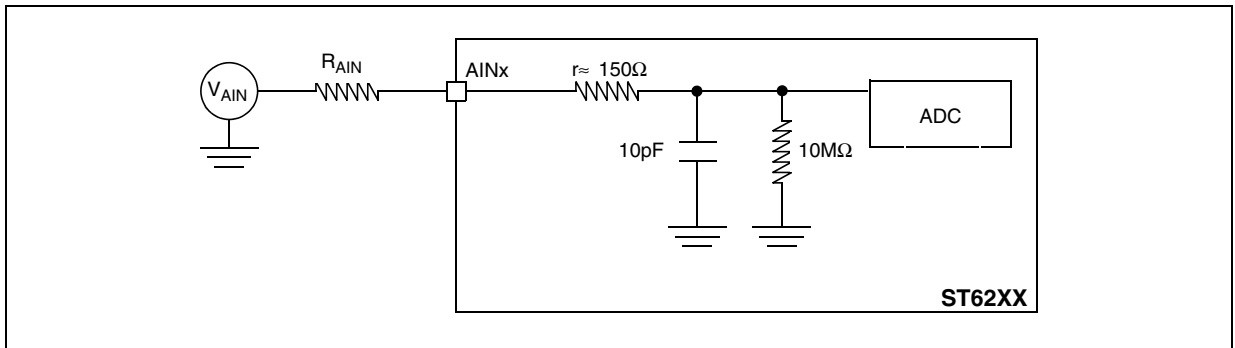 R_AIN
V_AIN
AINx
r≈ 150Ω
10pF
10MΩ
ADC
ST62XX